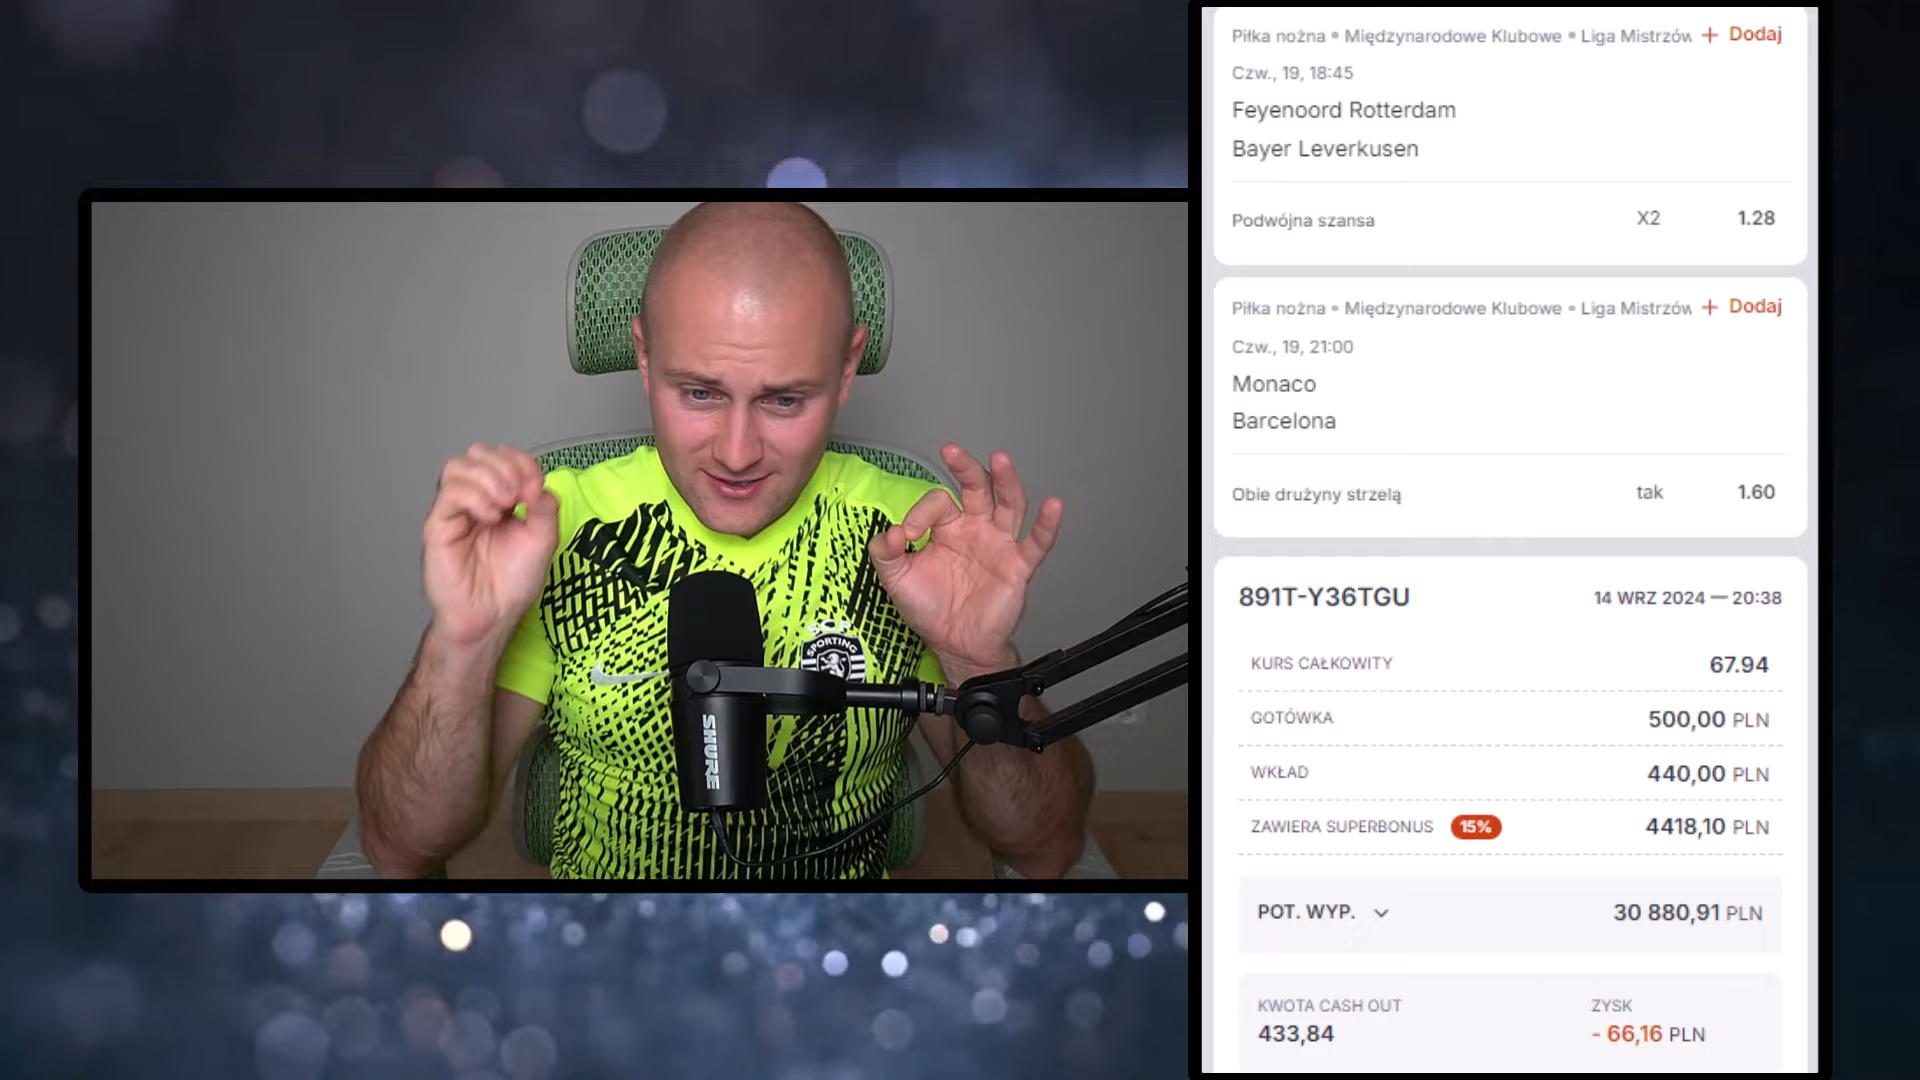 Piłka nożna • Międzynarodowe Klubowe • Liga Mistrzów + Dodaj
Czw., 19, 18:45
Feyenoord Rotterdam
Bayer Leverkusen
Podwójna szansa X2 1.28
Piłka nożna • Międzynarodowe Klubowe • Liga Mistrzów + Dodaj
Czw., 19, 21:00
Monaco
Barcelona
Obie drużyny strzelą tak 1.60
891T-Y36TGU 14 WRZ 2024 — 20:38
KURS CAŁKOWITY 67.94
GOTÓWKA 500,00 PLN
WKŁAD 440,00 PLN
ZAWIERA SUPERBONUS 15% 4418,10 PLN
POT. WYP. 30 880,91 PLN
KWOTA CASH OUT ZYSK
433,84 - 66,16 PLN
SCP
SPORTING
SHURE